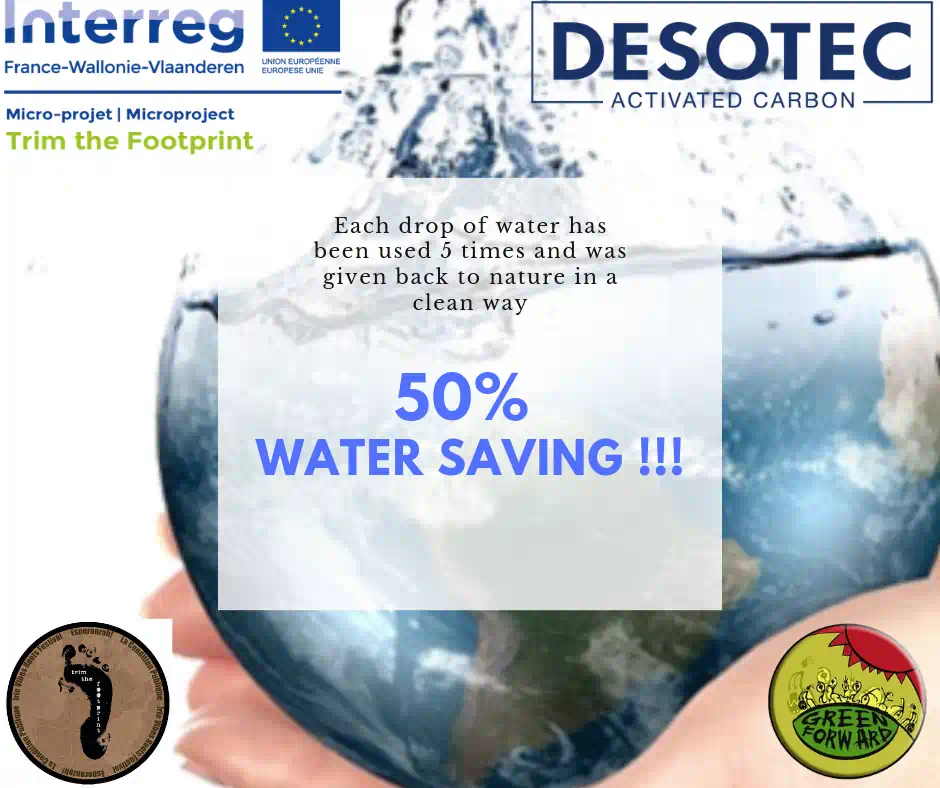 Interreg
France-Wallonie-Vlaanderen
UNION EUROPÉENNE
EUROPESE UNIE
Micro-projet | Microproject
Trim the Footprint
DESOTEC
ACTIVATED CARBON
Each drop of water has
been used 5 times and was
given back to nature in a
clean way
50%
WATER SAVING !!!
trim
the
footprint
Esperanzah!
Esperanzah!
GREEN
FORWARD